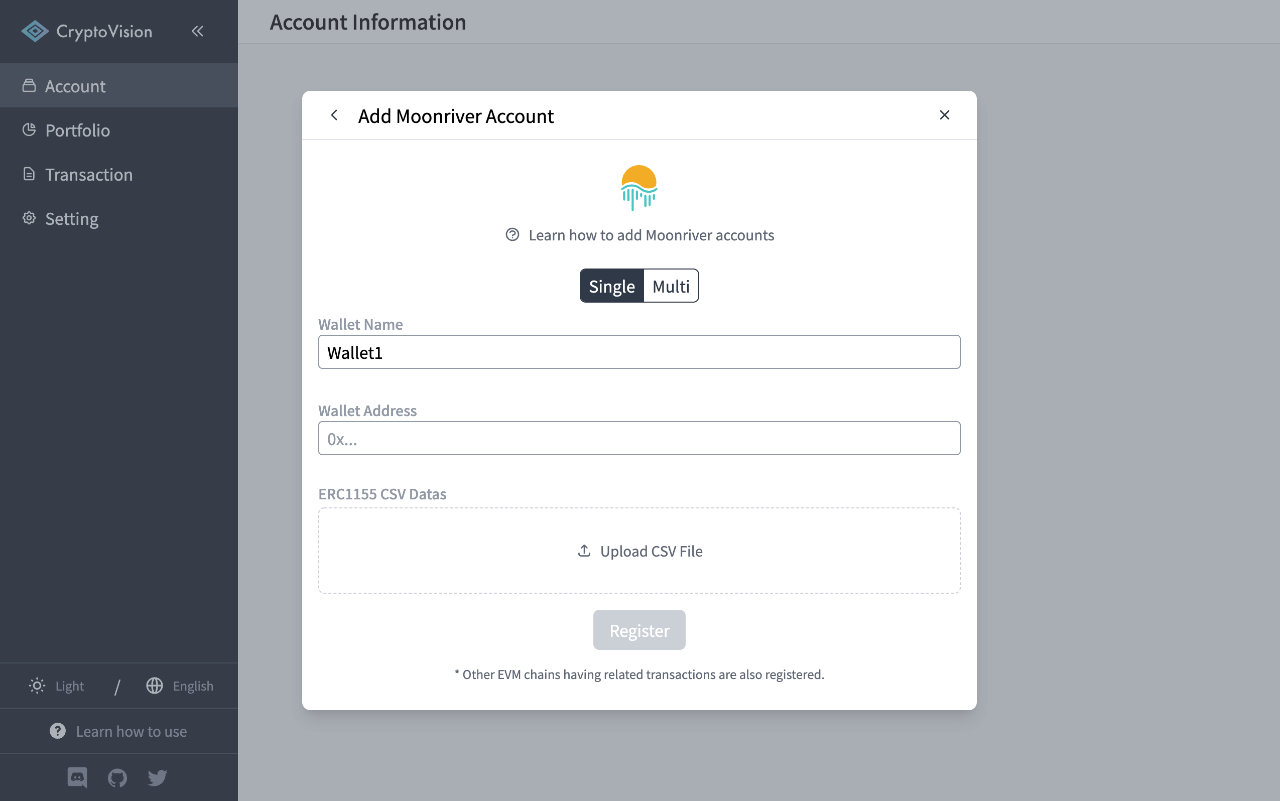 CryptoVision
Account
Portfolio
Transaction
Setting
Light / English
Learn how to use
Account Information
Add Moonriver Account
Learn how to add Moonriver accounts
Single Multi
Wallet Name
Wallet1
Wallet Address
0x...
ERC1155 CSV Datas
Upload CSV File
Register
* Other EVM chains having related transactions are also registered.